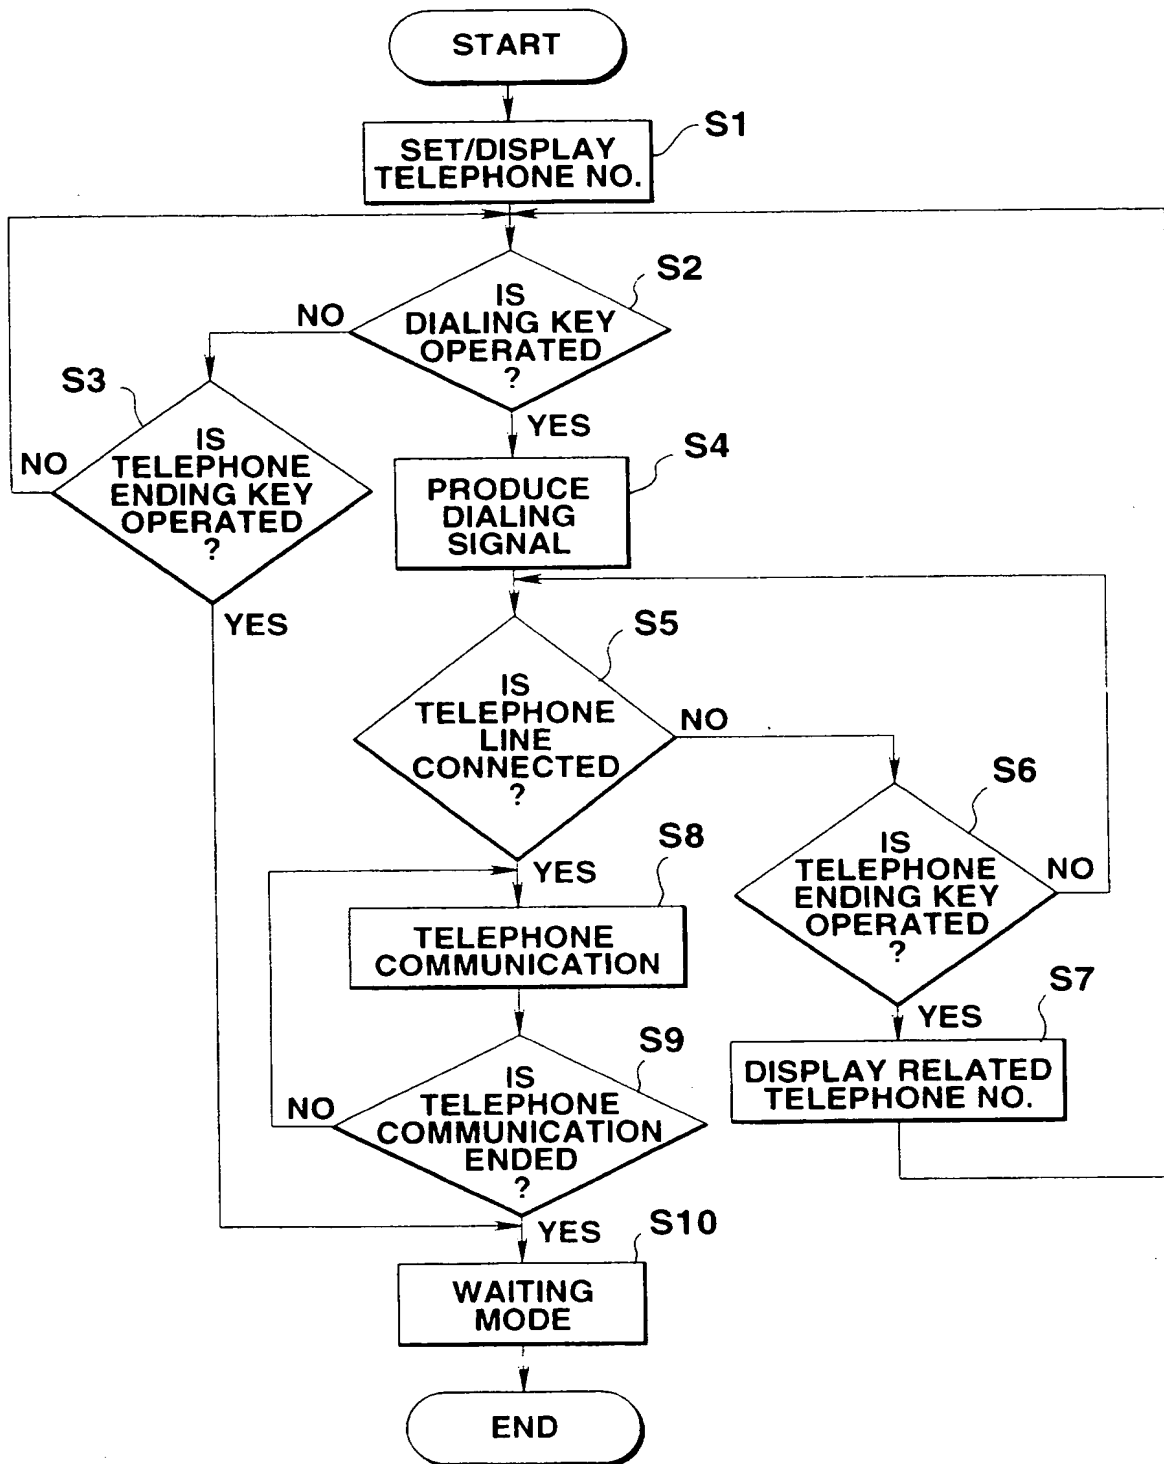 START
S1
SET/DISPLAY
TELEPHONE NO.
S2
IS
DIALING KEY
OPERATED
?
NO
YES
S3
IS
TELEPHONE
ENDING KEY
OPERATED
?
NO
YES
S4
PRODUCE
DIALING
SIGNAL
S5
IS
TELEPHONE
LINE
CONNECTED
?
NO
YES
S6
IS
TELEPHONE
ENDING KEY
OPERATED
?
NO
YES
S7
DISPLAY RELATED
TELEPHONE NO.
S8
TELEPHONE
COMMUNICATION
S9
IS
TELEPHONE
COMMUNICATION
ENDED
?
NO
YES
S10
WAITING
MODE
END